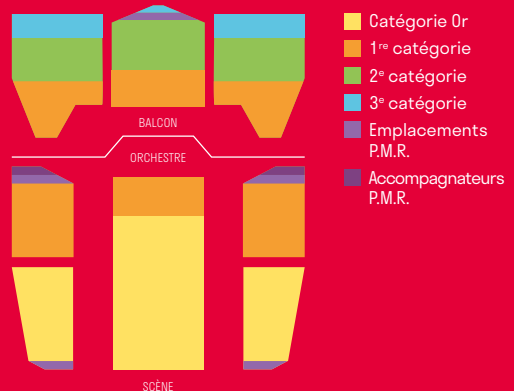 BALCON
ORCHESTRE
SCÈNE
Catégorie Or
1re catégorie
2e catégorie
3e catégorie
Emplacements
P.M.R.
Accompagnateurs
P.M.R.